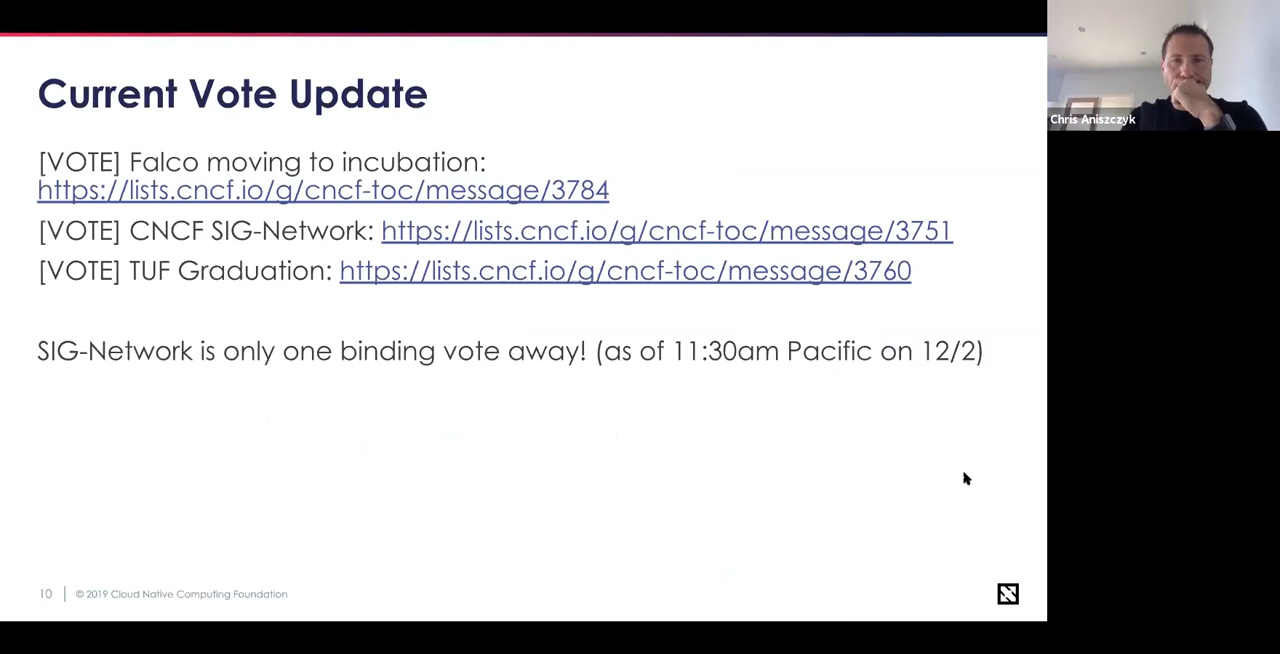 Current Vote Update
[VOTE] Falco moving to incubation:
https://lists.cncf.io/g/cncf-toc/message/3784
[VOTE] CNCF SIG-Network: https://lists.cncf.io/g/cncf-toc/message/3751
[VOTE] TUF Graduation: https://lists.cncf.io/g/cncf-toc/message/3760
SIG-Network is only one binding vote away! (as of 11:30am Pacific on 12/2)
10 | © 2019 Cloud Native Computing Foundation
Chris Aniszczyk